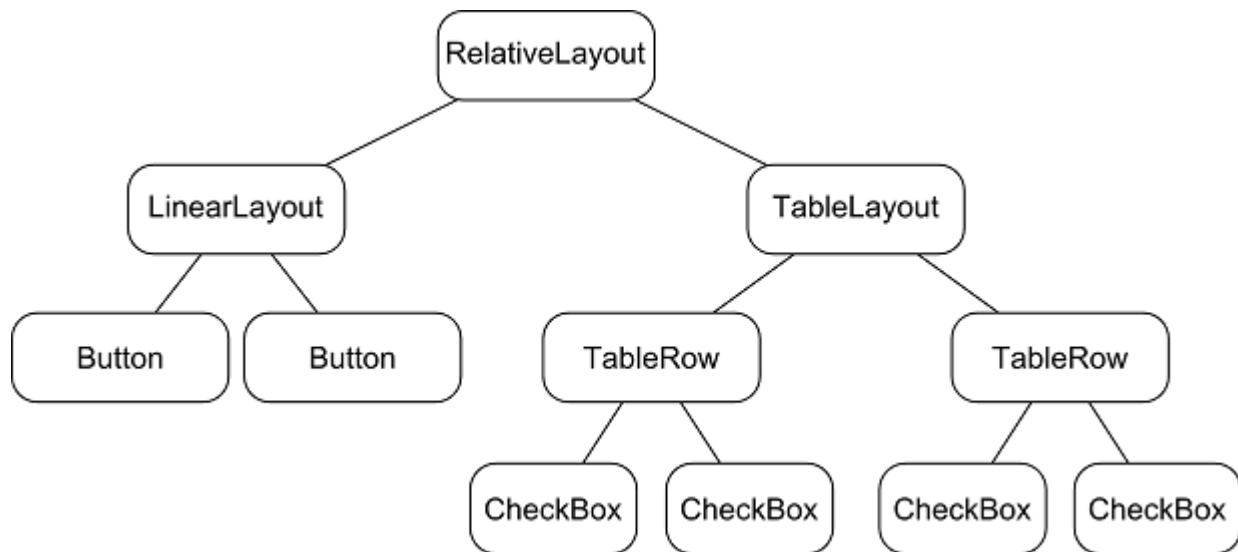 RelativeLayout
LinearLayout
TableLayout
Button
Button
TableRow
TableRow
CheckBox
CheckBox
CheckBox
CheckBox